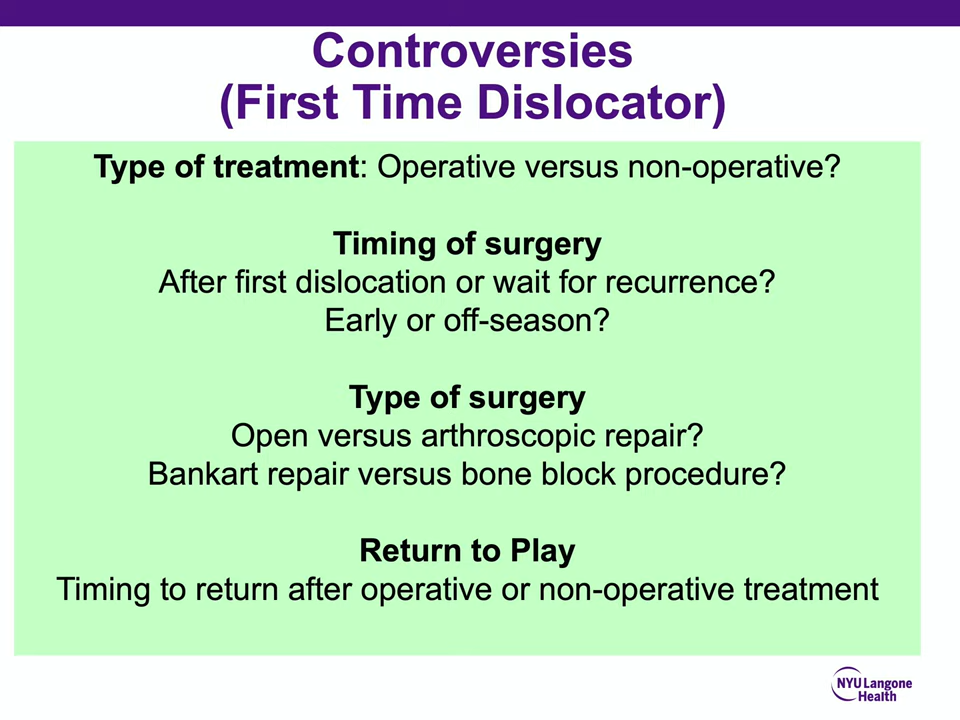 Controversies
(First Time Dislocator)
Type of treatment: Operative versus non-operative?
Timing of surgery
After first dislocation or wait for recurrence?
Early or off-season?
Type of surgery
Open versus arthroscopic repair?
Bankart repair versus bone block procedure?
Return to Play
Timing to return after operative or non-operative treatment
NYU Langone
Health